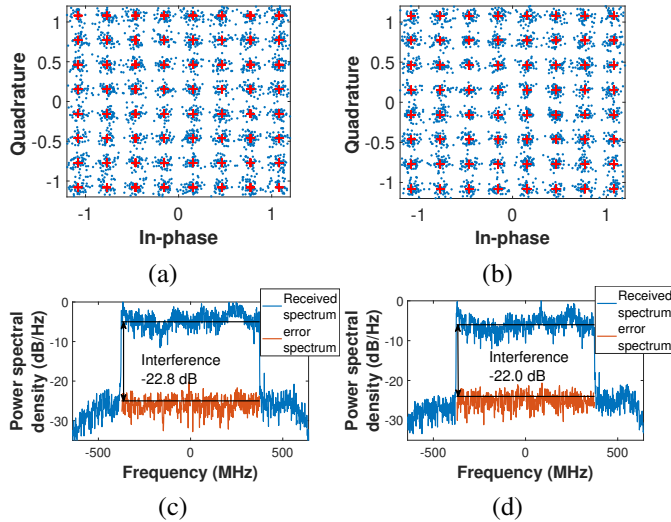 1
0.5
0
-0.5
-1
Quadrature
-1
0
1
In-phase
(a)
1
0.5
0
-0.5
-1
Quadrature
-1
0
1
In-phase
(b)
0
-10
-20
-30
Power spectral
density (dB/Hz)
Received
spectrum
error
spectrum
Interference
-22.8 dB
-500
0
500
Frequency (MHz)
(c)
0
-10
-20
-30
Power spectral
density (dB/Hz)
Received
spectrum
error
spectrum
Interference
-22.0 dB
-500
0
500
Frequency (MHz)
(d)